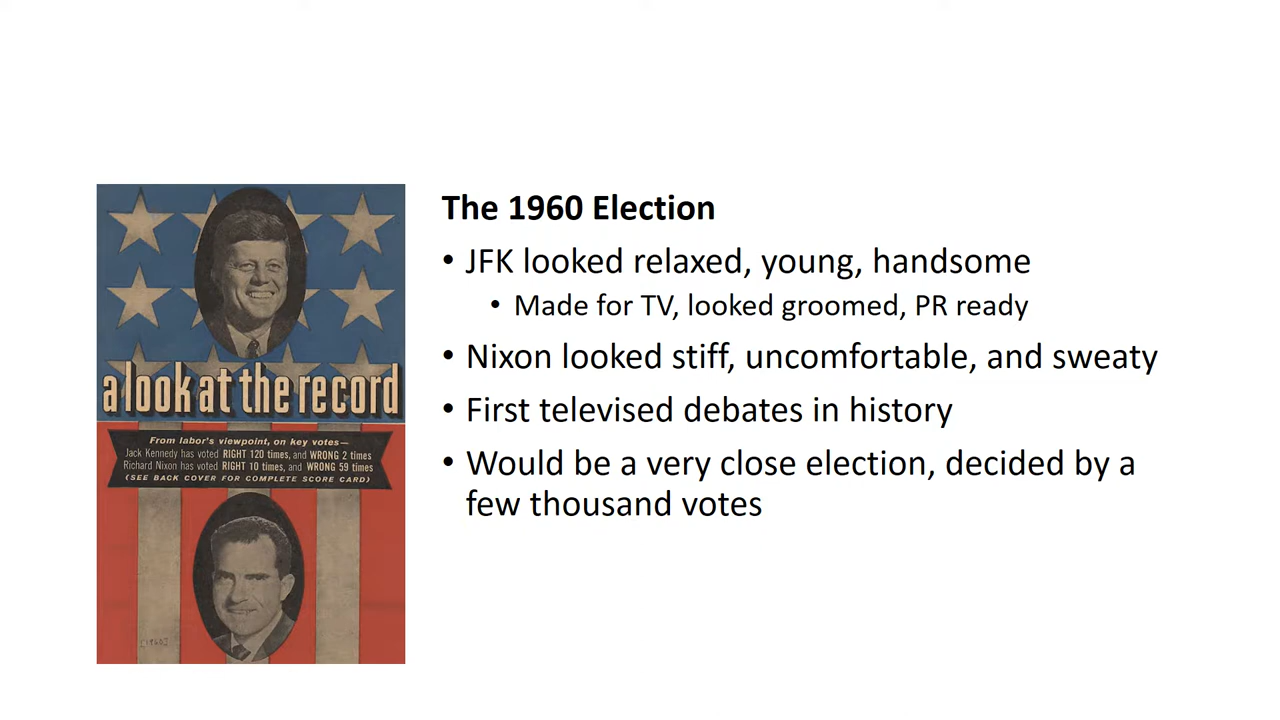 a look at the record
From labor's viewpoint, on key votes—
Jack Kennedy has voted RIGHT 120 times, and WRONG 2 times
Richard Nixon has voted RIGHT 10 times, and WRONG 59 times
(SEE BACK COVER FOR COMPLETE SCORE CARD)
[1960]
The 1960 Election
• JFK looked relaxed, young, handsome
• Made for TV, looked groomed, PR ready
• Nixon looked stiff, uncomfortable, and sweaty
• First televised debates in history
• Would be a very close election, decided by a
few thousand votes